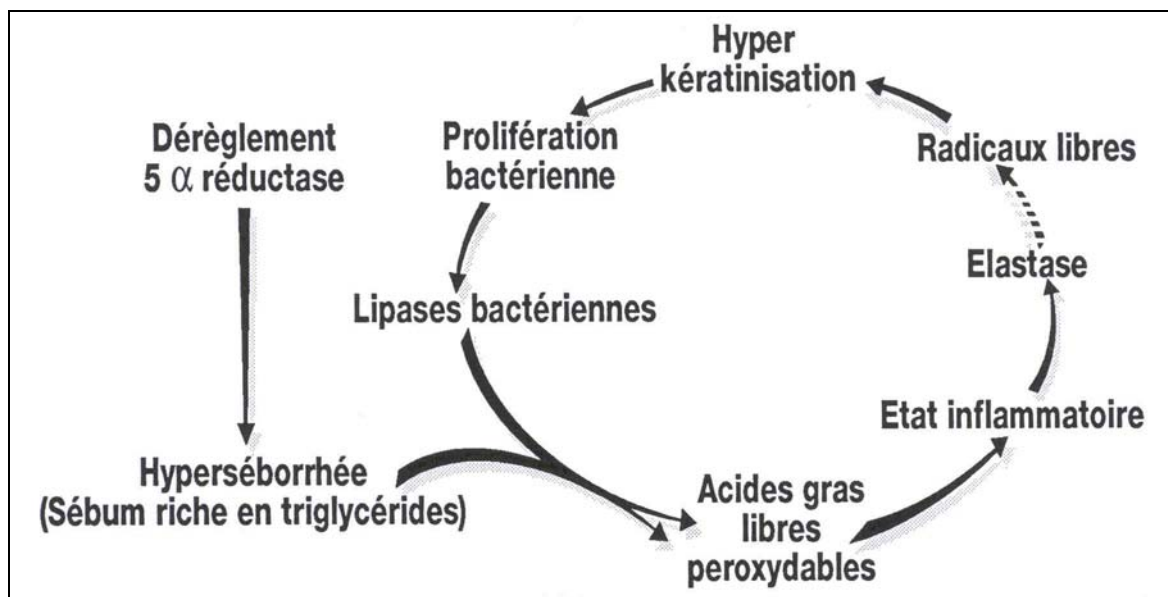 Hyper
kératinisation
Dérèglement
5 α réductase
Prolifération
bactérienne
Radicaux libres
Elastase
Lipases bactériennes
Etat inflammatoire
Hyperséborrhée
(Sébum riche en triglycérides)
Acides gras
libres
peroxydables